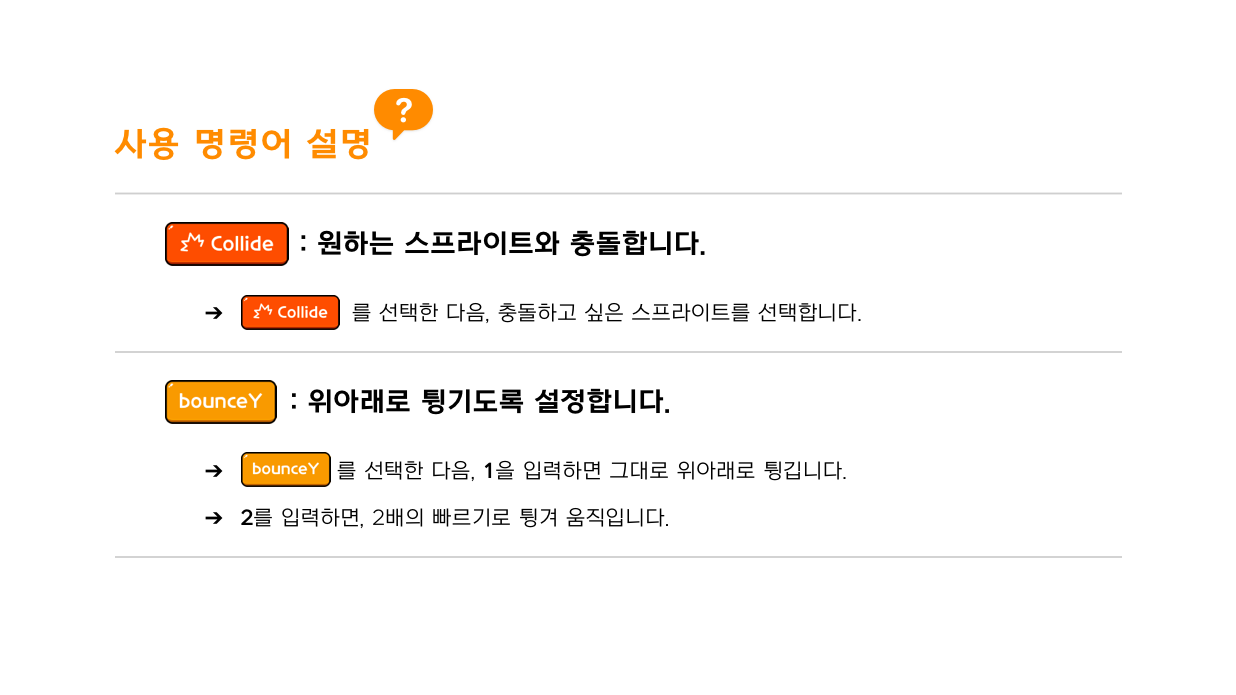 사용 명령어 설명 ?
Collide : 원하는 스프라이트와 충돌합니다.
➔ Collide 를 선택한 다음, 충돌하고 싶은 스프라이트를 선택합니다.
bounceY : 위아래로 튕기도록 설정합니다.
➔ bounceY 를 선택한 다음, 1을 입력하면 그대로 위아래로 튕깁니다.
➔ 2를 입력하면, 2배의 빠르기로 튕겨 움직입니다.